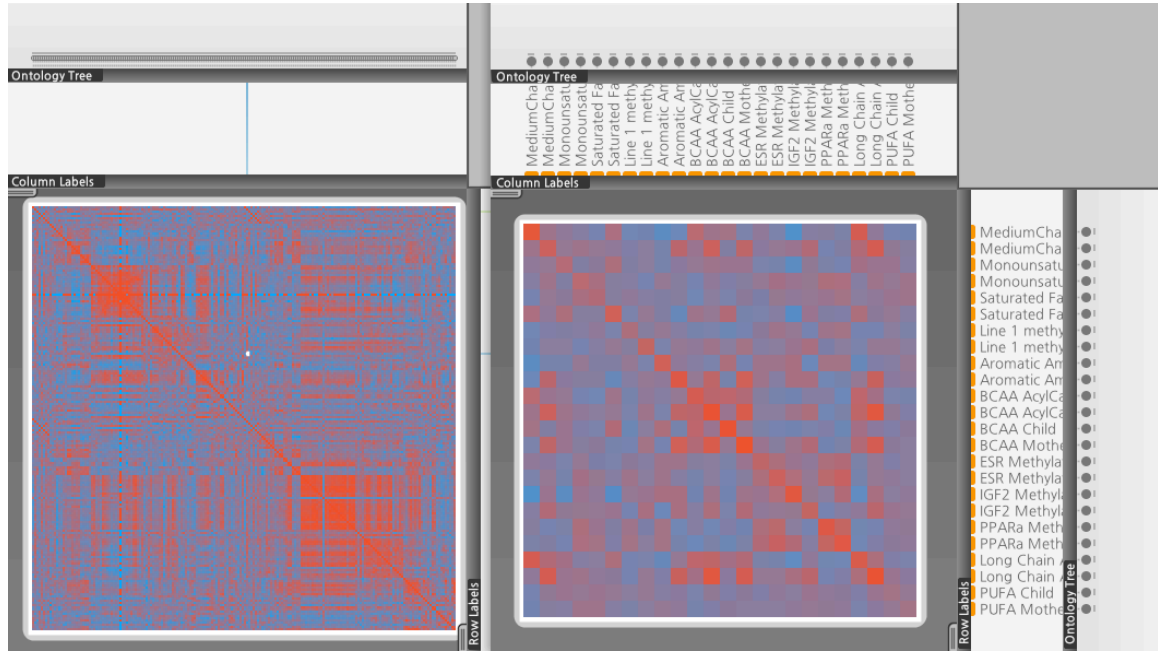 Ontology Tree
Column Labels
Row Labels
Ontology Tree
MediumCha
MediumCha
Monounsatu
Monounsatu
Saturated Fa
Saturated Fa
Line 1 methy
Line 1 methy
Aromatic Am
Aromatic Am
BCAA AcylCa
BCAA AcylCa
BCAA Child
BCAA Mothe
ESR Methyla
ESR Methyla
IGF2 Methyl
IGF2 Methyl
PPARa Meth
PPARa Meth
Long Chain A
Long Chain A
PUFA Child
PUFA Mothe
Column Labels
MediumCha
MediumCha
Monounsatu
Monounsatu
Saturated Fa
Saturated Fa
Line 1 methy
Line 1 methy
Aromatic Am
Aromatic Am
BCAA AcylCa
BCAA AcylCa
BCAA Child
BCAA Mothe
ESR Methyla
ESR Methyla
IGF2 Methyl
IGF2 Methyl
PPARa Meth
PPARa Meth
Long Chain
Long Chain
PUFA Child
PUFA Mothe
Row Labels
Ontology Tree